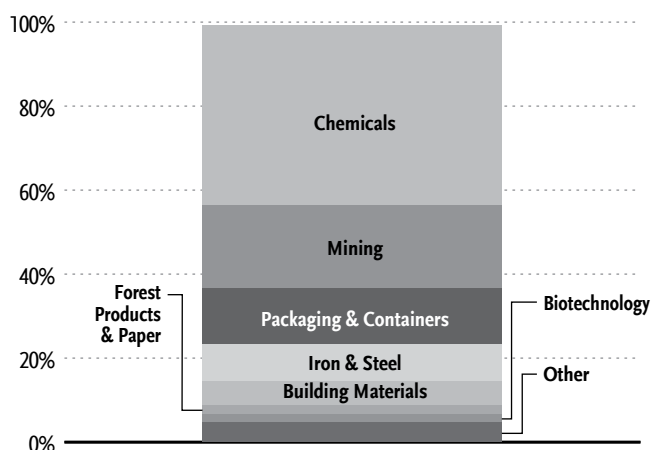 100%
80%
60%
40%
20%
0%
Chemicals
Mining
Packaging & Containers
Iron & Steel
Building Materials
Forest
Products
& Paper
Biotechnology
Other